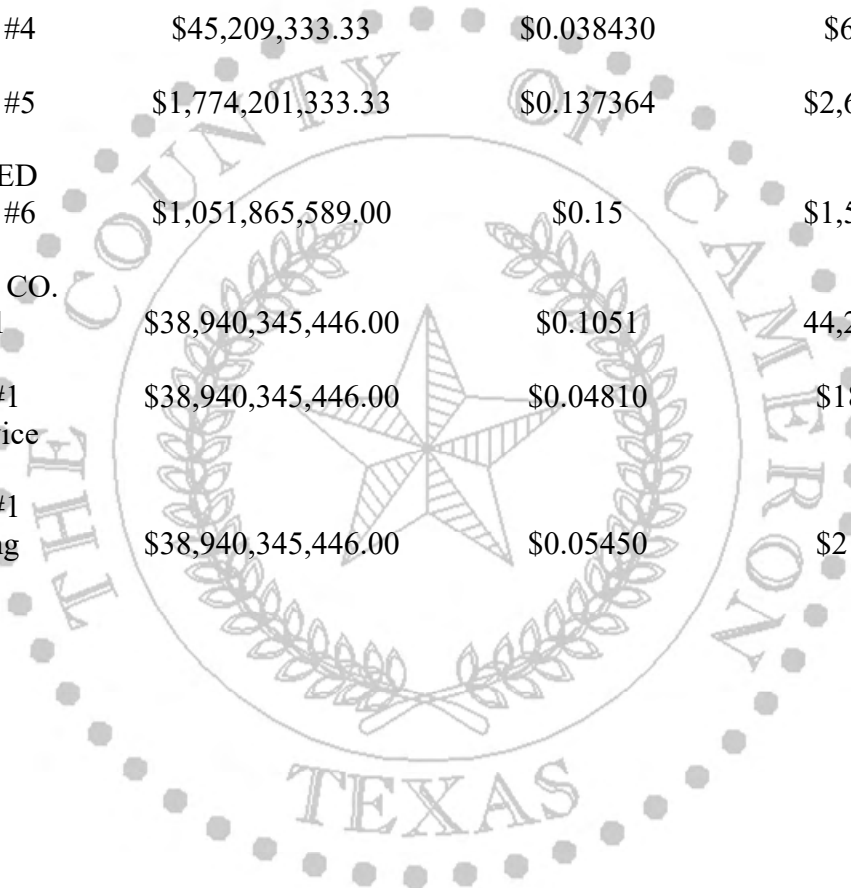 #4 $45,209,333.33 $0.038430 $6
#5 $1,774,201,333.33 $0.137364 $2,6
ED
#6 $1,051,865,589.00 $0.15 $1,5
CO.
$38,940,345,446.00 $0.1051 44,2
#1 $38,940,345,446.00 $0.04810 $18
vice
#1
ng $38,940,345,446.00 $0.05450 $2
THE COUNTY OF CAMERON
TEXAS